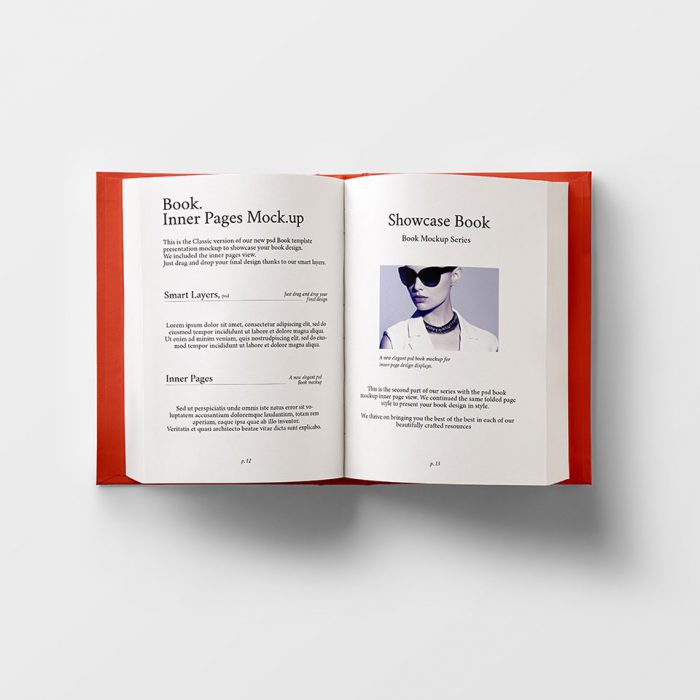 Book.
Inner Pages Mock.up
This is the Classic version of our new psd Book template
presentation mockup to showcase your book design.
We included the inner pages view.
Just drag and drop your final design thanks to our smart layers.
Smart Layers, psd
Just drag and drop your
final design
Lorem ipsum dolor sit amet, consectetur adipiscing elit, sed do
eiusmod tempor incididunt ut labore et dolore magna aliqua.
Ut enim ad minim veniam, quis nostrudpiscing elit, sed do eius-
mod tempor incididunt ut labore et dolore magna aliqua.
Inner Pages
A new elegant psd
Book mockup
Sed ut perspiciatis unde omnis iste natus error sit vo-
luptatem accusantium doloremque laudantium, totam rem
aperiam, eaque ipsa quae ab illo inventor.
Veritatis et quasi architecto beatae vitae dicta sunt explicabo.
p. 12
Showcase Book
Book Mockup Series
A new elegant psd book mockup for
inner page design displays.
This is the second part of our series with the psd book
mockup inner page view. We continued the same folded page
style to present your book design in style.
We thrive on bringing you the best of the best in each of our
beautifully crafted resources
p. 13